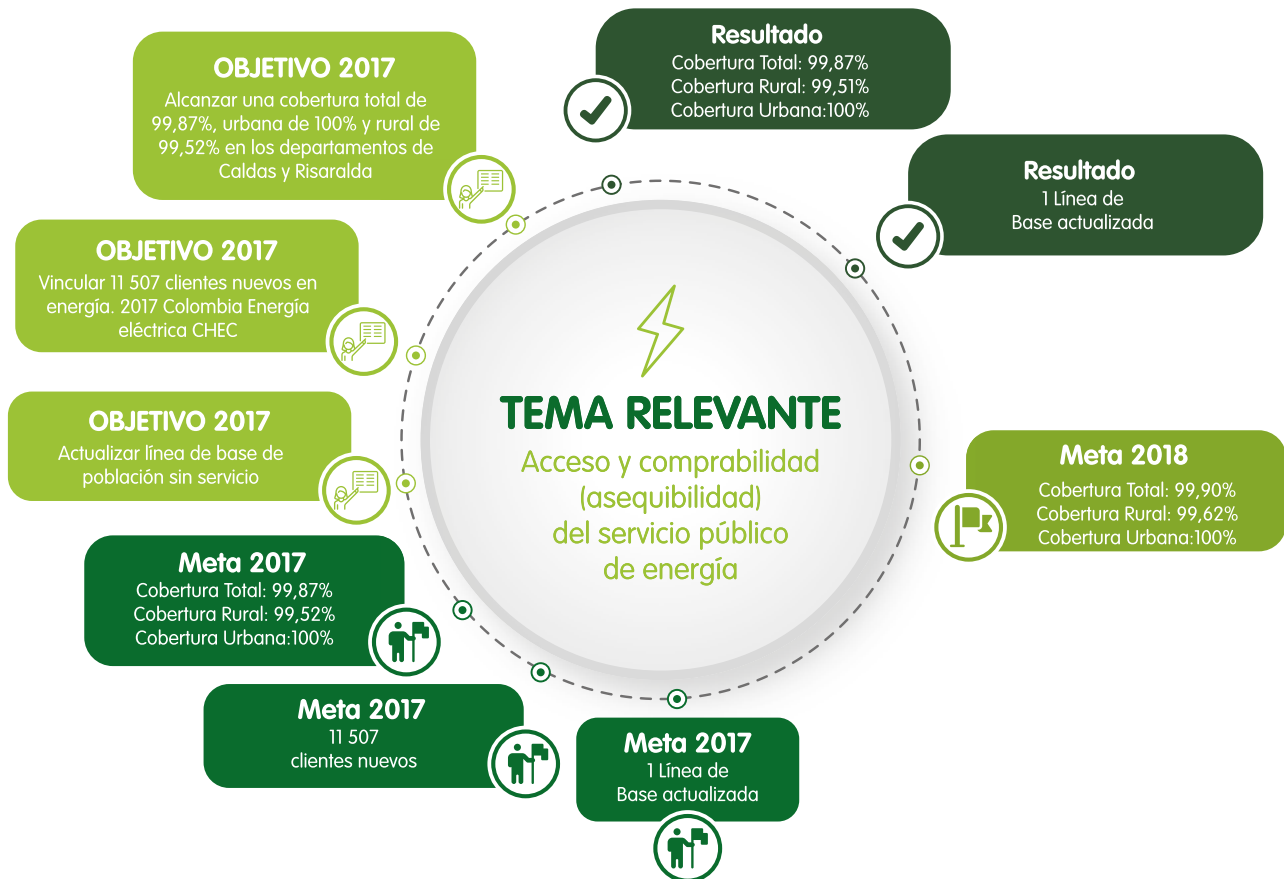 OBJETIVO 2017
Alcanzar una cobertura total de
99,87%, urbana de 100% y rural de
99,52% en los departamentos de
Caldas y Risaralda
OBJETIVO 2017
Vincular 11 507 clientes nuevos en
energía. 2017 Colombia Energía
eléctrica CHEC
OBJETIVO 2017
Actualizar línea de base de
población sin servicio
Meta 2017
Cobertura Total: 99,87%
Cobertura Rural: 99,52%
Cobertura Urbana:100%
Meta 2017
11 507
clientes nuevos
Meta 2017
1 Línea de
Base actualizada
Resultado
Cobertura Total: 99,87%
Cobertura Rural: 99,51%
Cobertura Urbana:100%
Resultado
1 Línea de
Base actualizada
Meta 2018
Cobertura Total: 99,90%
Cobertura Rural: 99,62%
Cobertura Urbana:100%
TEMA RELEVANTE
Acceso y comprabilidad
(asequibilidad)
del servicio público
de energía